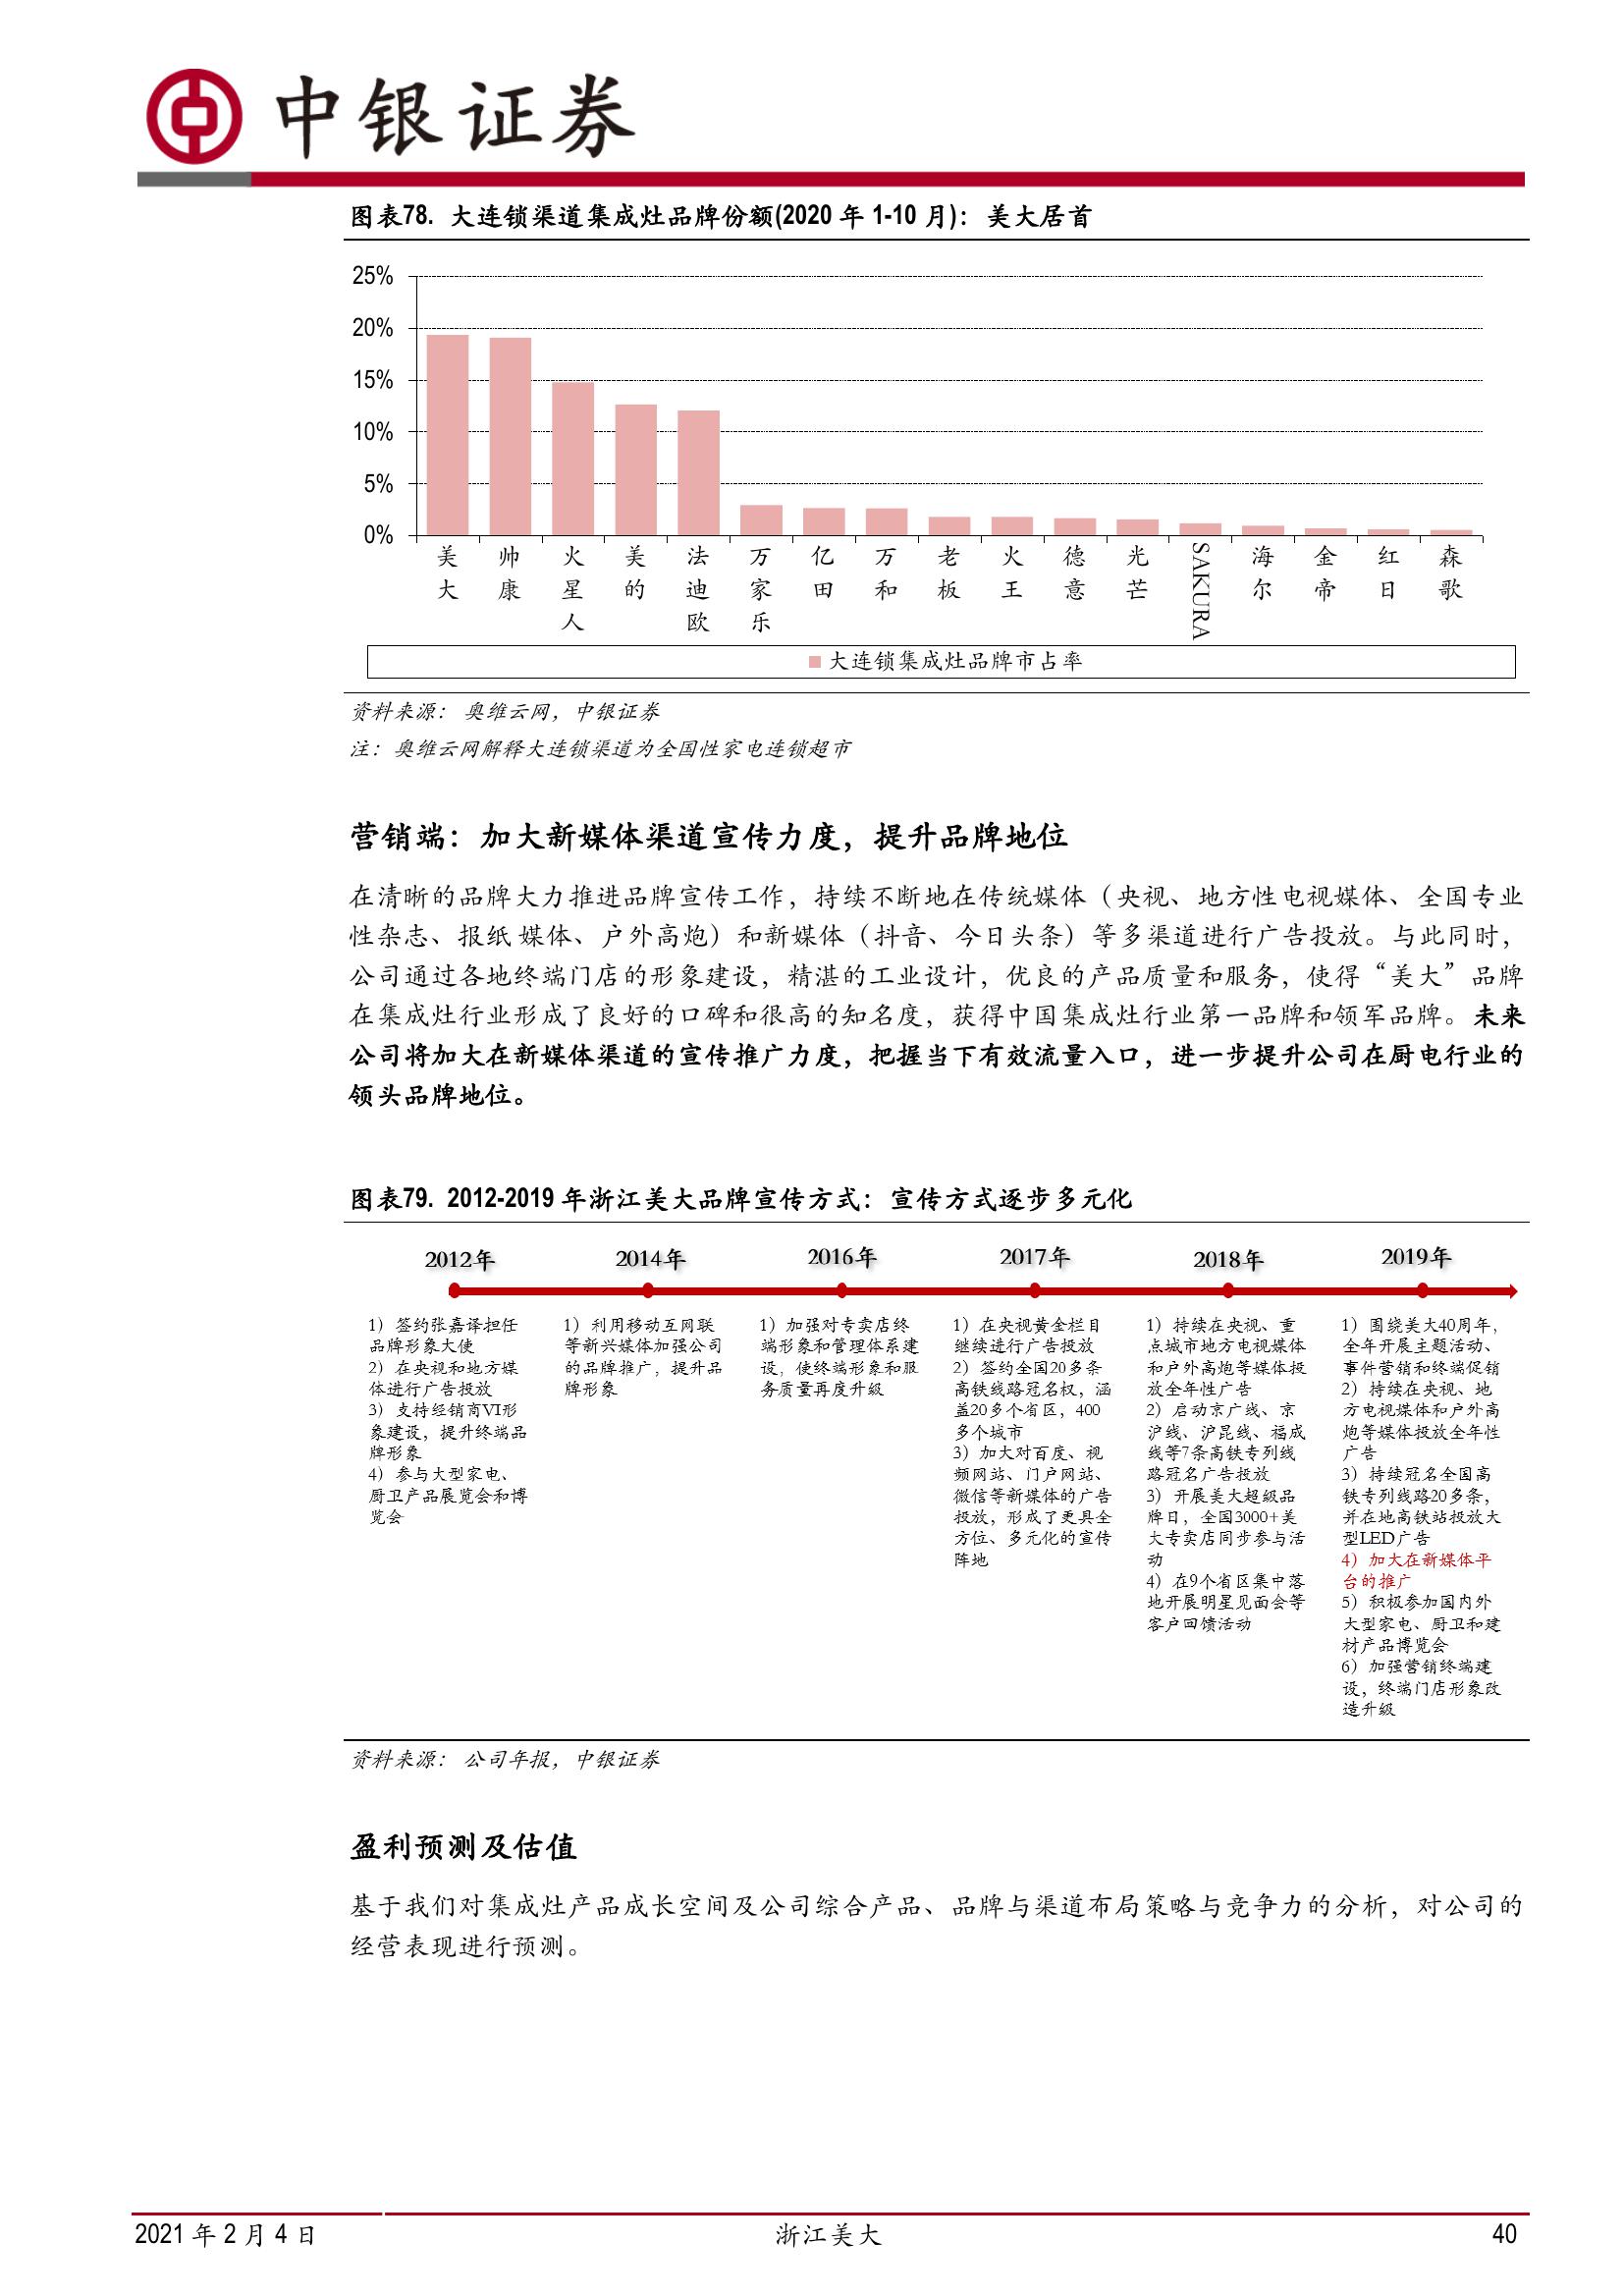 中银证券
图表78. 大连锁渠道集成灶品牌份额(2020 年 1-10 月)：美大居首
25%
20%
15%
10%
5%
0%
美大
帅康
火星人
美的
法迪欧
万家乐
亿田
万和
老板
火王
德意
光芒
SAKURA
海尔
金帝
红日
森歌
大连锁集成灶品牌市占率
资料来源： 奥维云网，中银证券
注：奥维云网解释大连锁渠道为全国性家电连锁超市
营销端：加大新媒体渠道宣传力度，提升品牌地位
在清晰的品牌大力推进品牌宣传工作，持续不断地在传统媒体（央视、地方性电视媒体、全国专业
性杂志、报纸 媒体、户外高炮）和新媒体（抖音、今日头条）等多渠道进行广告投放。与此同时，
公司通过各地终端门店的形象建设，精湛的工业设计，优良的产品质量和服务，使得“美大”品牌
在集成灶行业形成了良好的口碑和很高的知名度，获得中国集成灶行业第一品牌和领军品牌。未来
公司将加大在新媒体渠道的宣传推广力度，把握当下有效流量入口，进一步提升公司在厨电行业的
领头品牌地位。
图表79. 2012-2019 年浙江美大品牌宣传方式：宣传方式逐步多元化
2012年
1）签约张嘉译担任
品牌形象大使
2）在央视和地方媒
体进行广告投放
3）支持经销商VI形
象建设，提升终端品
牌形象
4）参与大型家电、
厨卫产品展览会和博
览会
2014年
1）利用移动互网联
等新兴媒体加强公司
的品牌推广，提升品
牌形象
2016年
1）加强对专卖店终
端形象和管理体系建
设，使终端形象和服
务质量再度升级
2017年
1）在央视黄金栏目
继续进行广告投放
2）签约全国20多条
高铁线路冠名权，涵
盖20多个省区，400
多个城市
3）加大对百度、视
频网站、门户网站、
微信等新媒体的广告
投放，形成了更具全
方位、多元化的宣传
阵地
2018年
1）持续在央视、重
点城市地方电视媒体
和户外高炮等媒体投
放全年性广告
2）启动京广线、京
沪线、沪昆线、福成
线等7条高铁专列线
路冠名广告投放
3）开展美大超级品
牌日，全国3000+美
大专卖店同步参与活
动
4）在9个省区集中落
地开展明星见面会等
客户回馈活动
2019年
1）围绕美大40周年，
全年开展主题活动、
事件营销和终端促销
2）持续在央视、地
方电视媒体和户外高
炮等媒体投放全年性
广告
3）持续冠名全国高
铁专列线路20多条，
并在地高铁站投放大
型LED广告
4）加大在新媒体平
台的推广
5）积极参加国内外
大型家电、厨卫和建
材产品博览会
6）加强营销终端建
设，终端门店形象改
造升级
资料来源： 公司年报，中银证券
盈利预测及估值
基于我们对集成灶产品成长空间及公司综合产品、品牌与渠道布局策略与竞争力的分析，对公司的
经营表现进行预测。
2021 年 2 月 4 日
浙江美大
40